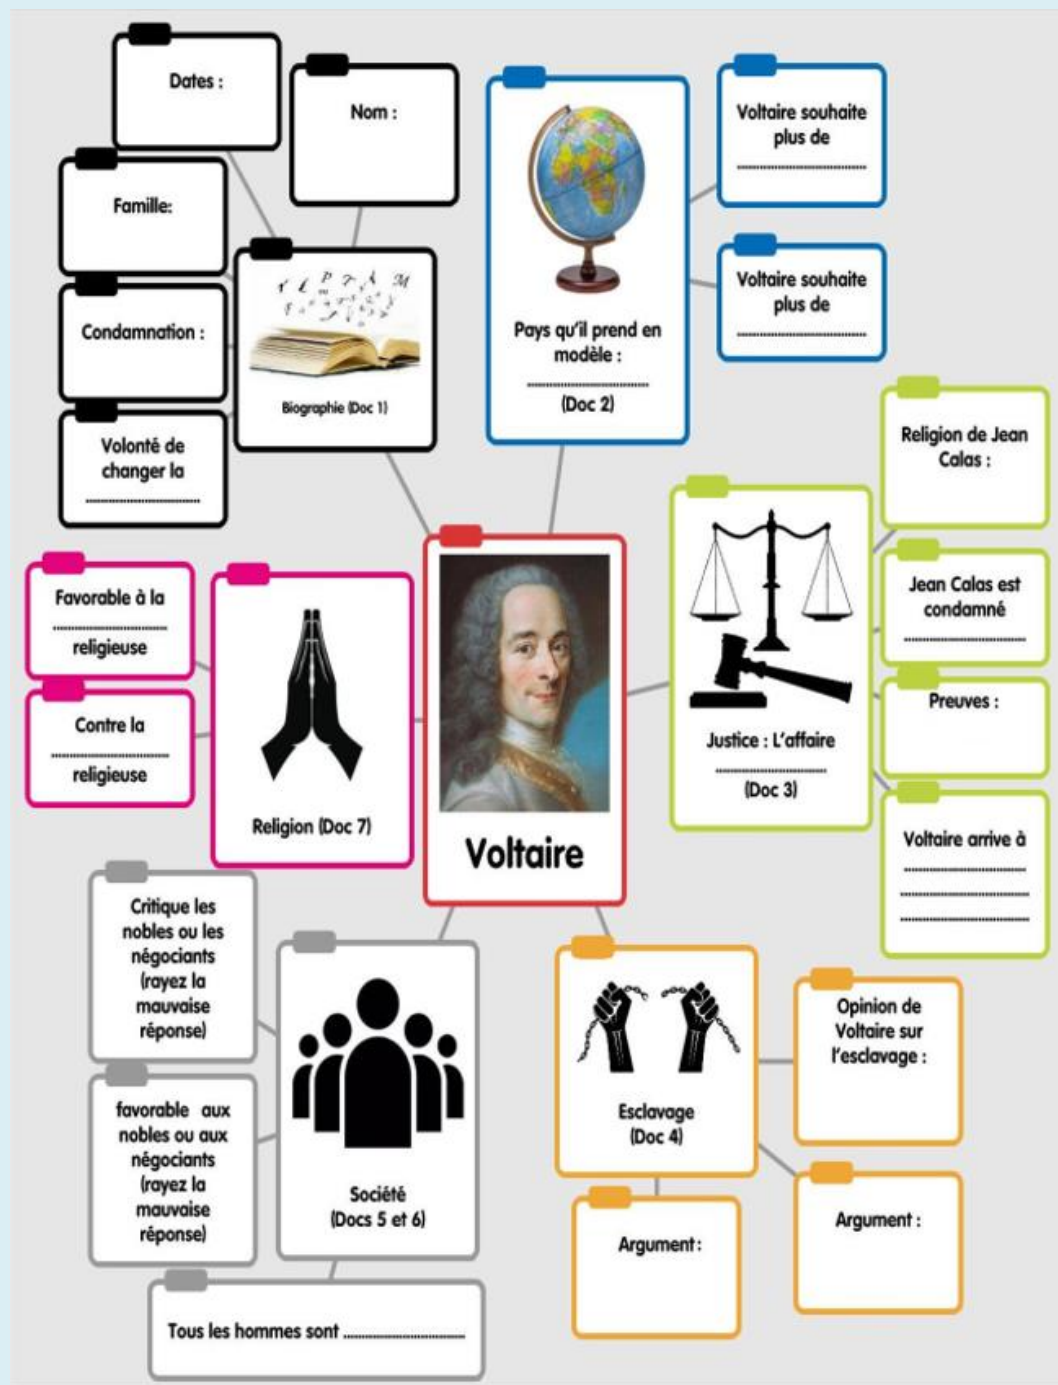 Dates :
Nom :
Famille:
Condamnation :
Volonté de
changer la
....................................
Biographie (Doc 1)
Pays qu'il prend en
modèle :
....................................
(Doc 2)
Voltaire souhaite
plus de
....................................
Voltaire souhaite
plus de
....................................
Religion de Jean
Calas :
Jean Calas est
condamné
....................................
Preuves :
Voltaire arrive à
....................................
....................................
....................................
Justice : L'affaire
....................................
(Doc 3)
Favorable à la
....................................
religieuse
Contre la
....................................
religieuse
Religion (Doc 7)
Voltaire
Critique les
nobles ou les
négociants
(rayez la
mauvaise
réponse)
favorable aux
nobles ou aux
négociants
(rayez la
mauvaise
réponse)
Société
(Docs 5 et 6)
Tous les hommes sont ....................................
Esclavage
(Doc 4)
Opinion de
Voltaire sur
l'esclavage :
Argument :
Argument :